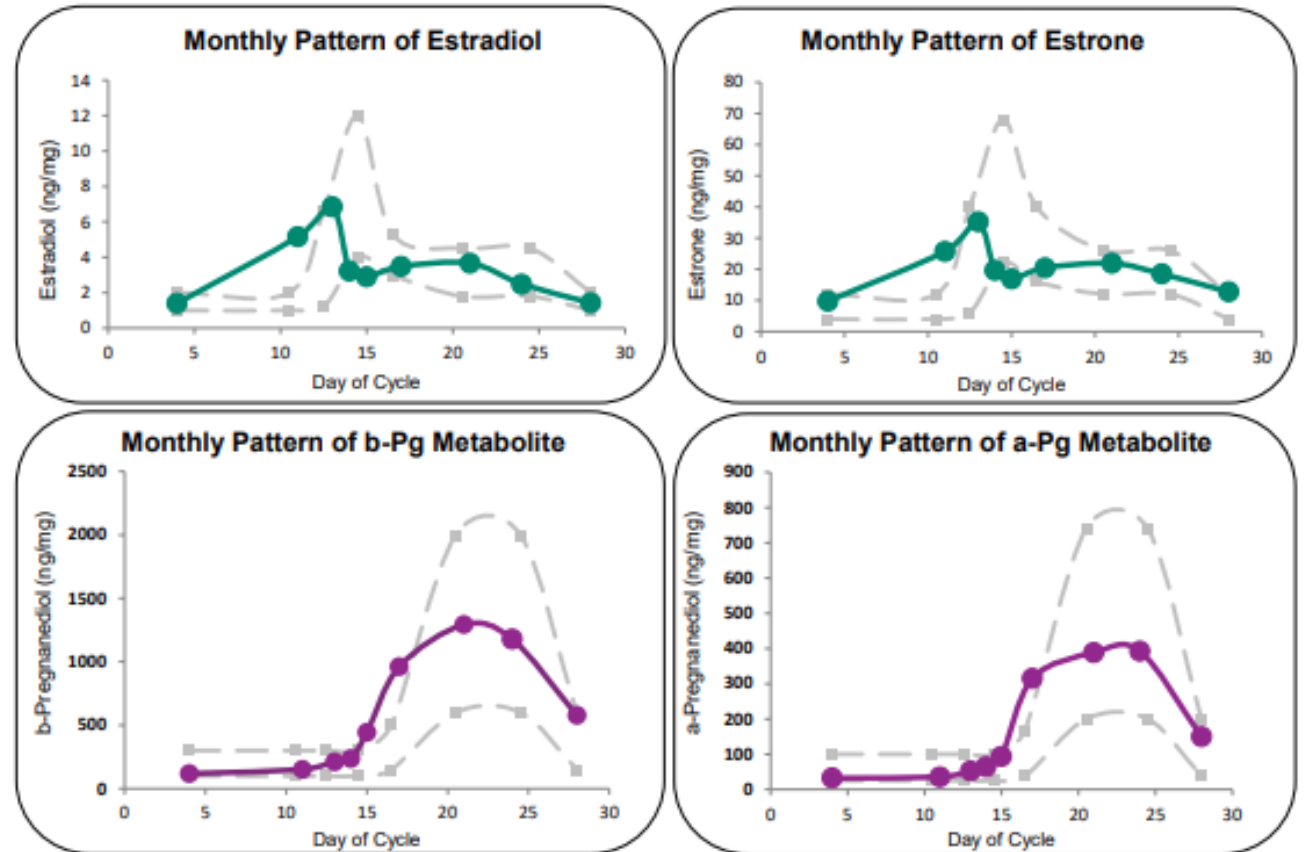 Monthly Pattern of Estradiol
14
12
10
8
6
4
2
0
0 5 10 15 20 25 30
Estradiol (ng/mg)
Day of Cycle
Monthly Pattern of Estrone
80
70
60
50
40
30
20
10
0
0 5 10 15 20 25 30
Estrone (ng/mg)
Day of Cycle
Monthly Pattern of b-Pg Metabolite
2500
2000
1500
1000
500
0
0 5 10 15 20 25 30
b-Pregnanediol (ng/mg)
Day of Cycle
Monthly Pattern of a-Pg Metabolite
900
800
700
600
500
400
300
200
100
0
0 5 10 15 20 25 30
a-Pregnanediol (ng/mg)
Day of Cycle